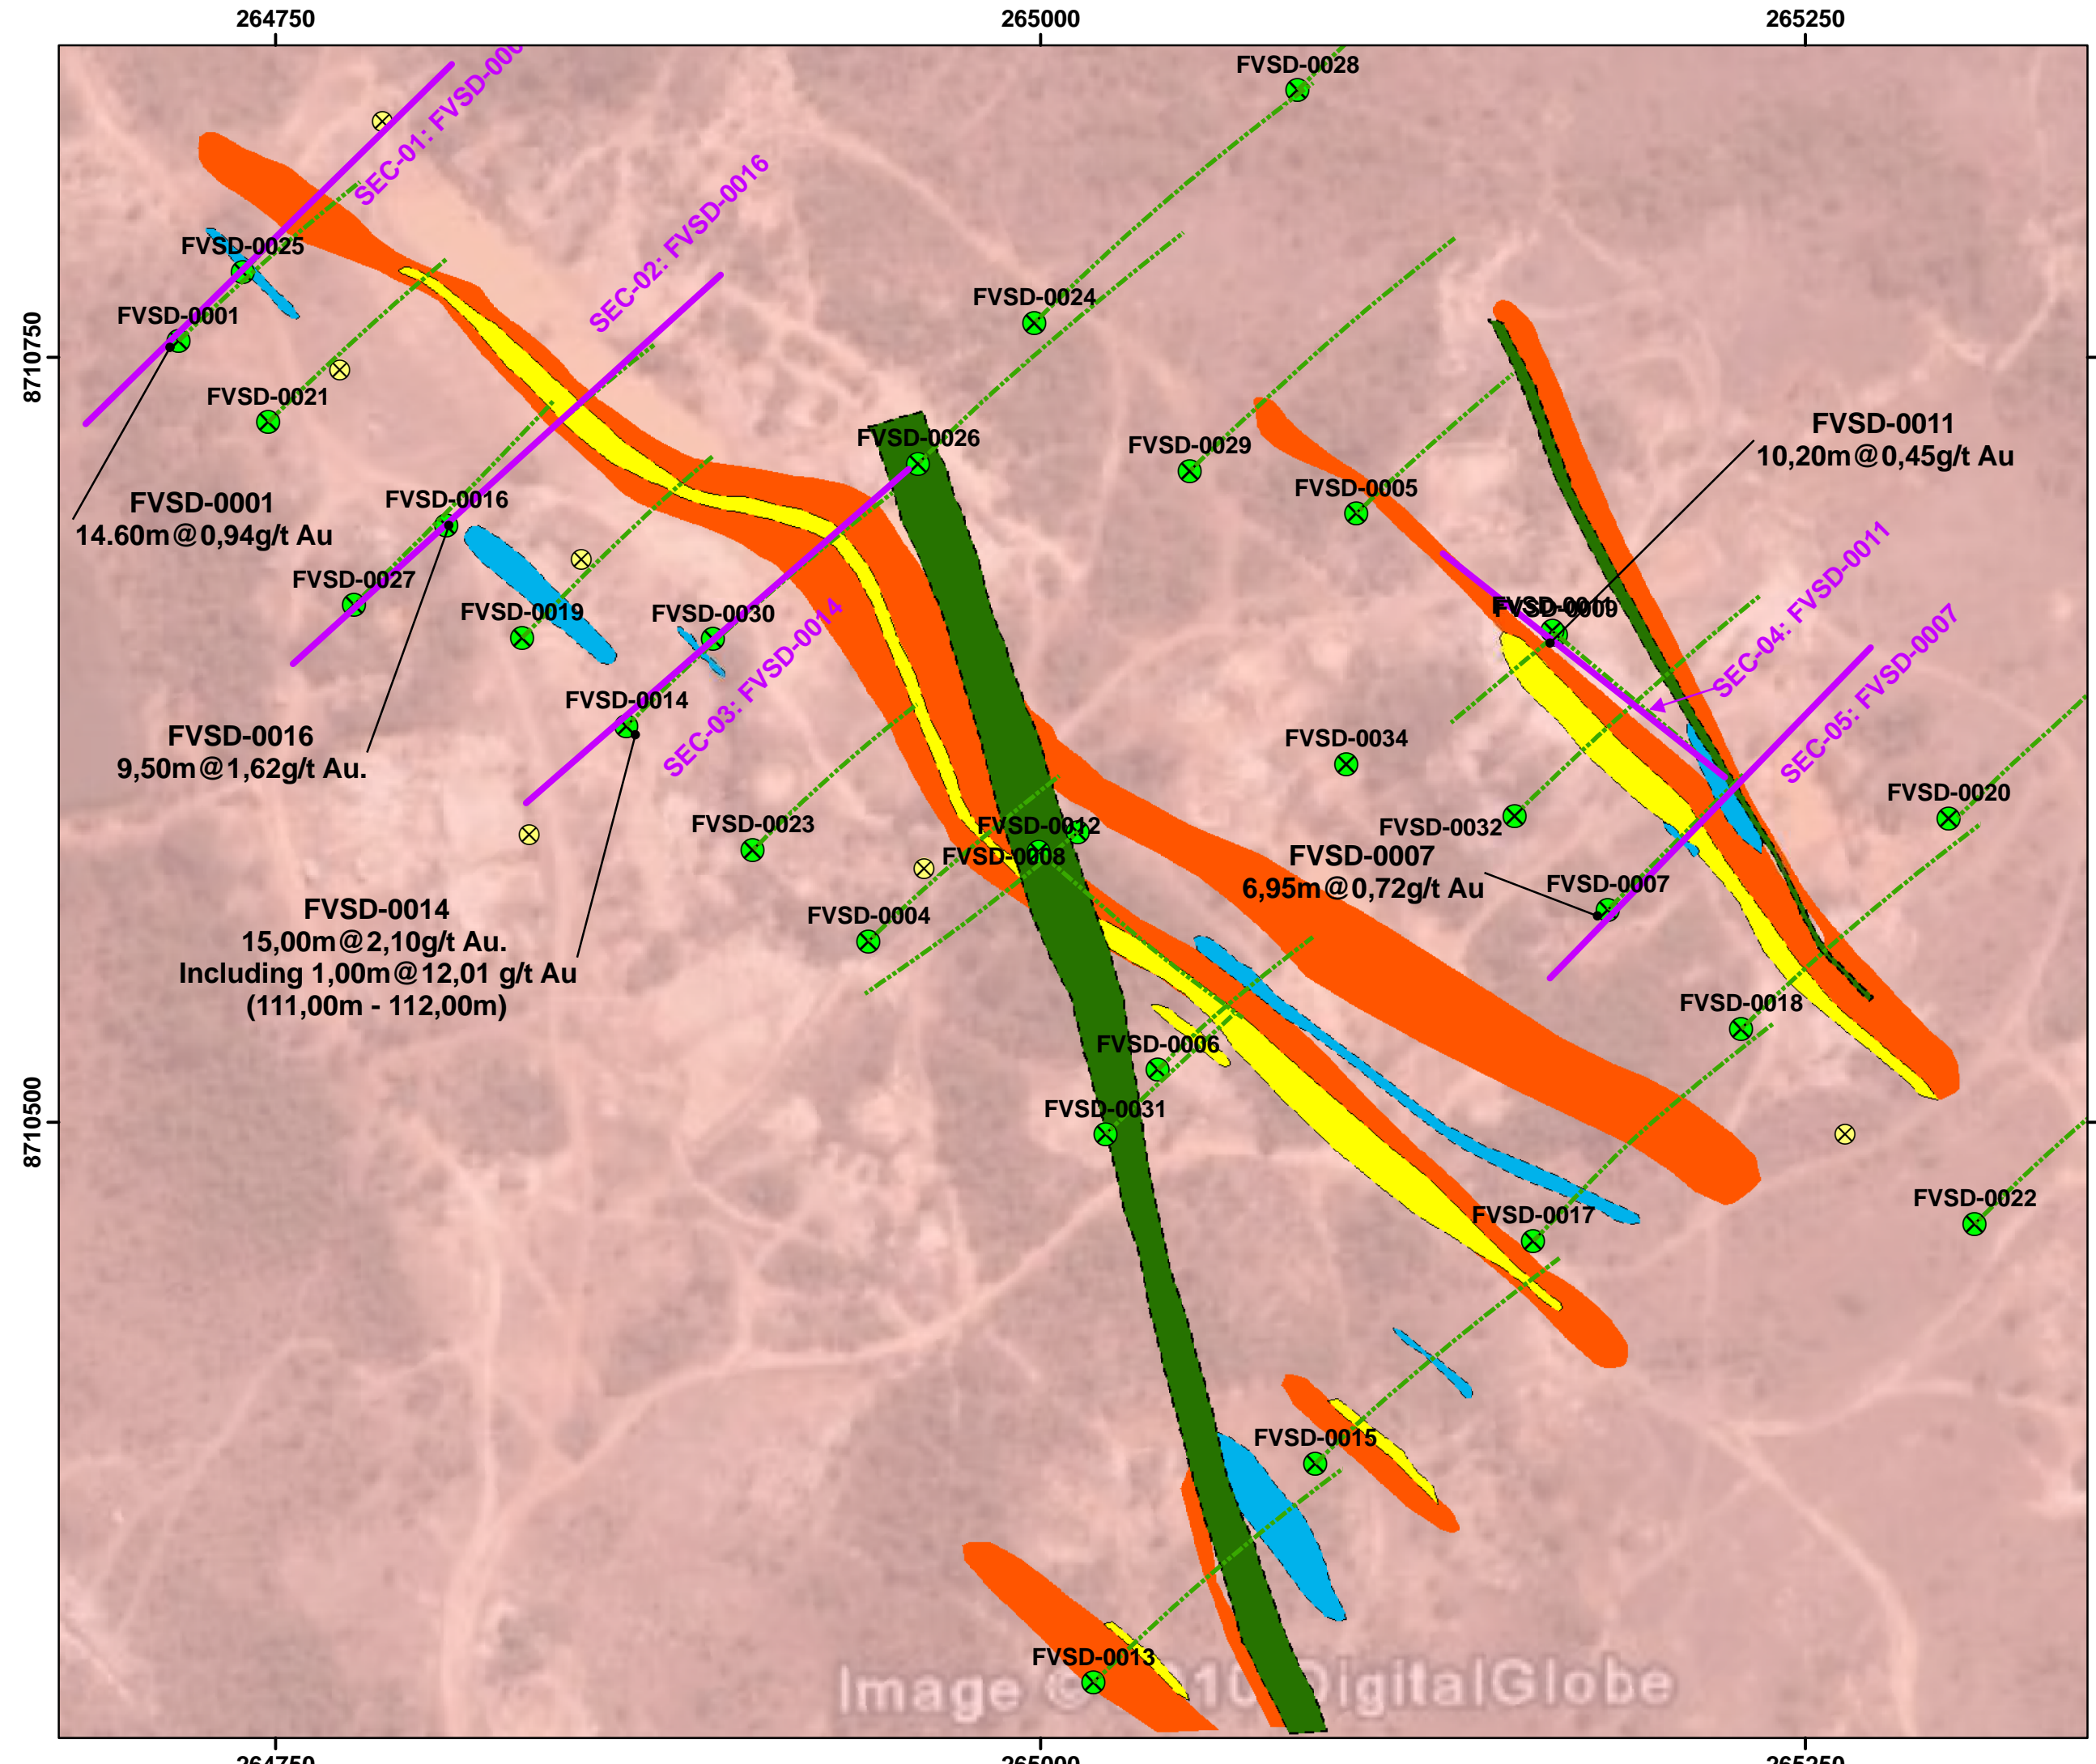 264750
265000
265250
FVSD-0028
SEC-01: FVSD-000
SEC-02: FVSD-0016
FVSD-0025
FVSD-0001
FVSD-0024
8710750
FVSD-0021
FVSD-0026
FVSD-0029
FVSD-0011
10,20m@0,45g/t Au
FVSD-0005
FVSD-0001
14.60m@0,94g/t Au
FVSD-0016
FVSD-0027
FVSD-0019
FVSD-0030
FVSD-0011
FVSD-0009
SEC-04: FVSD-0011
SEC-05: FVSD-0007
FVSD-0014
SEC-03: FVSD-0014
FVSD-0016
9,50m@1,62g/t Au.
FVSD-0034
FVSD-0020
FVSD-0023
FVSD-0012
FVSD-0032
FVSD-0008
FVSD-0007
6,95m@0,72g/t Au
FVSD-0007
FVSD-0014
15,00m@2,10g/t Au.
Including 1,00m@12,01 g/t Au
(111,00m - 112,00m)
FVSD-0004
FVSD-0018
FVSD-0006
FVSD-0031
8710500
FVSD-0022
FVSD-0017
FVSD-0015
FVSD-0013
Image © 2010 DigitalGlobe
264750
265000
265250